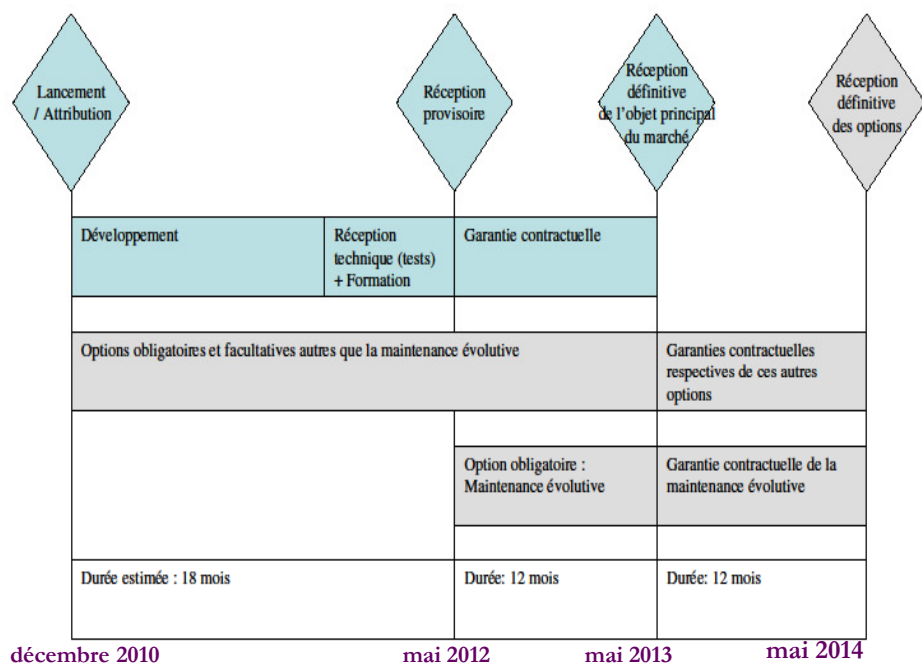 Lancement
/ Attribution
Réception
provisoire
Réception
définitive
de l'objet principal
du marché
Réception
définitive
des options
Développement
Réception
technique (tests)
+ Formation
Garantie contractuelle
Options obligatoires et facultatives autres que la maintenance évolutive
Garanties contractuelles
respectives de ces autres
options
Option obligatoire :
Maintenance évolutive
Garantie contractuelle de la
maintenance évolutive
Durée estimée : 18 mois
Durée: 12 mois
Durée: 12 mois
décembre 2010
mai 2012
mai 2013
mai 2014